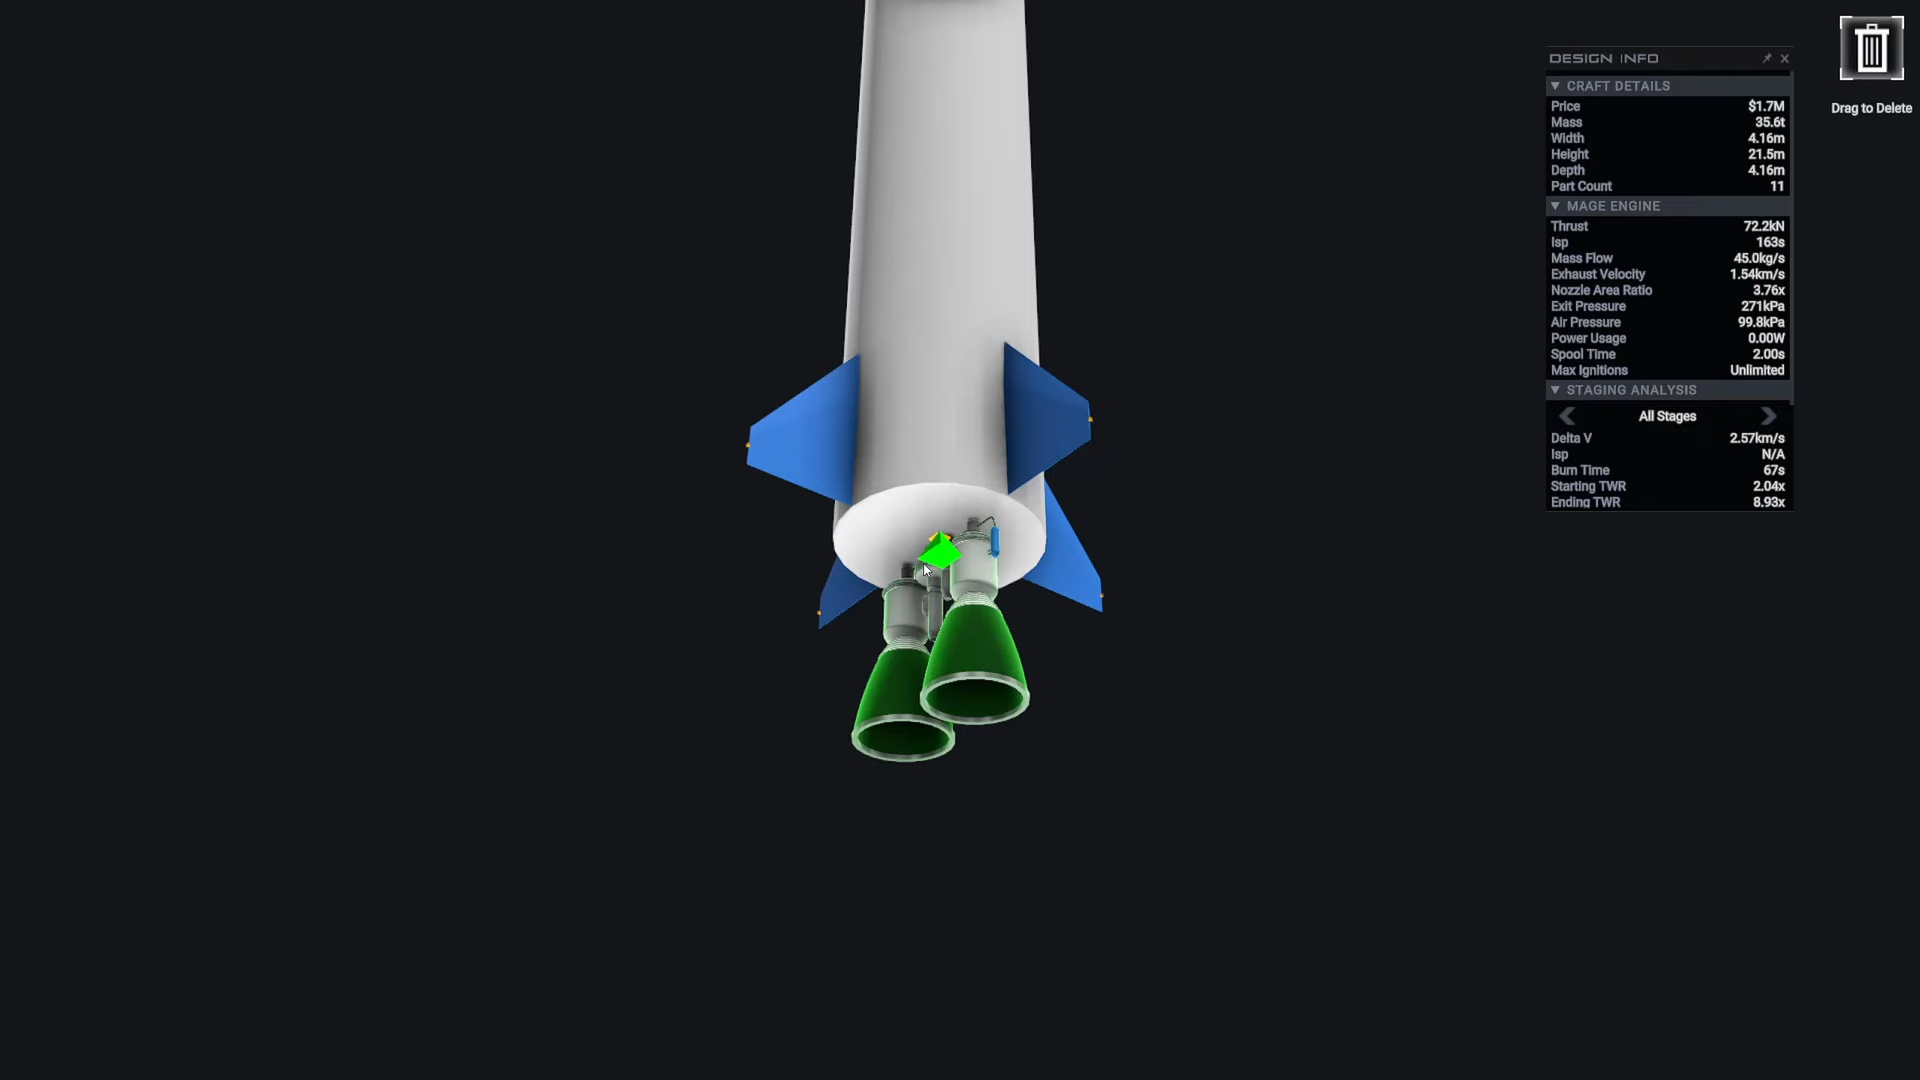 DESIGN INFO
CRAFT DETAILS
Price $1.7M
Mass 35.6t
Width 4.16m
Height 21.5m
Depth 4.16m
Part Count 11
MAGE ENGINE
Thrust 72.2kN
Isp 163s
Mass Flow 45.0kg/s
Exhaust Velocity 1.54km/s
Nozzle Area Ratio 3.76x
Exit Pressure 271kPa
Air Pressure 99.8kPa
Power Usage 0.00W
Spool Time 2.00s
Max Ignitions Unlimited
STAGING ANALYSIS
All Stages
Delta V 2.57km/s
Isp N/A
Burn Time 67s
Starting TWR 2.04x
Ending TWR 8.93x
Drag to Delete